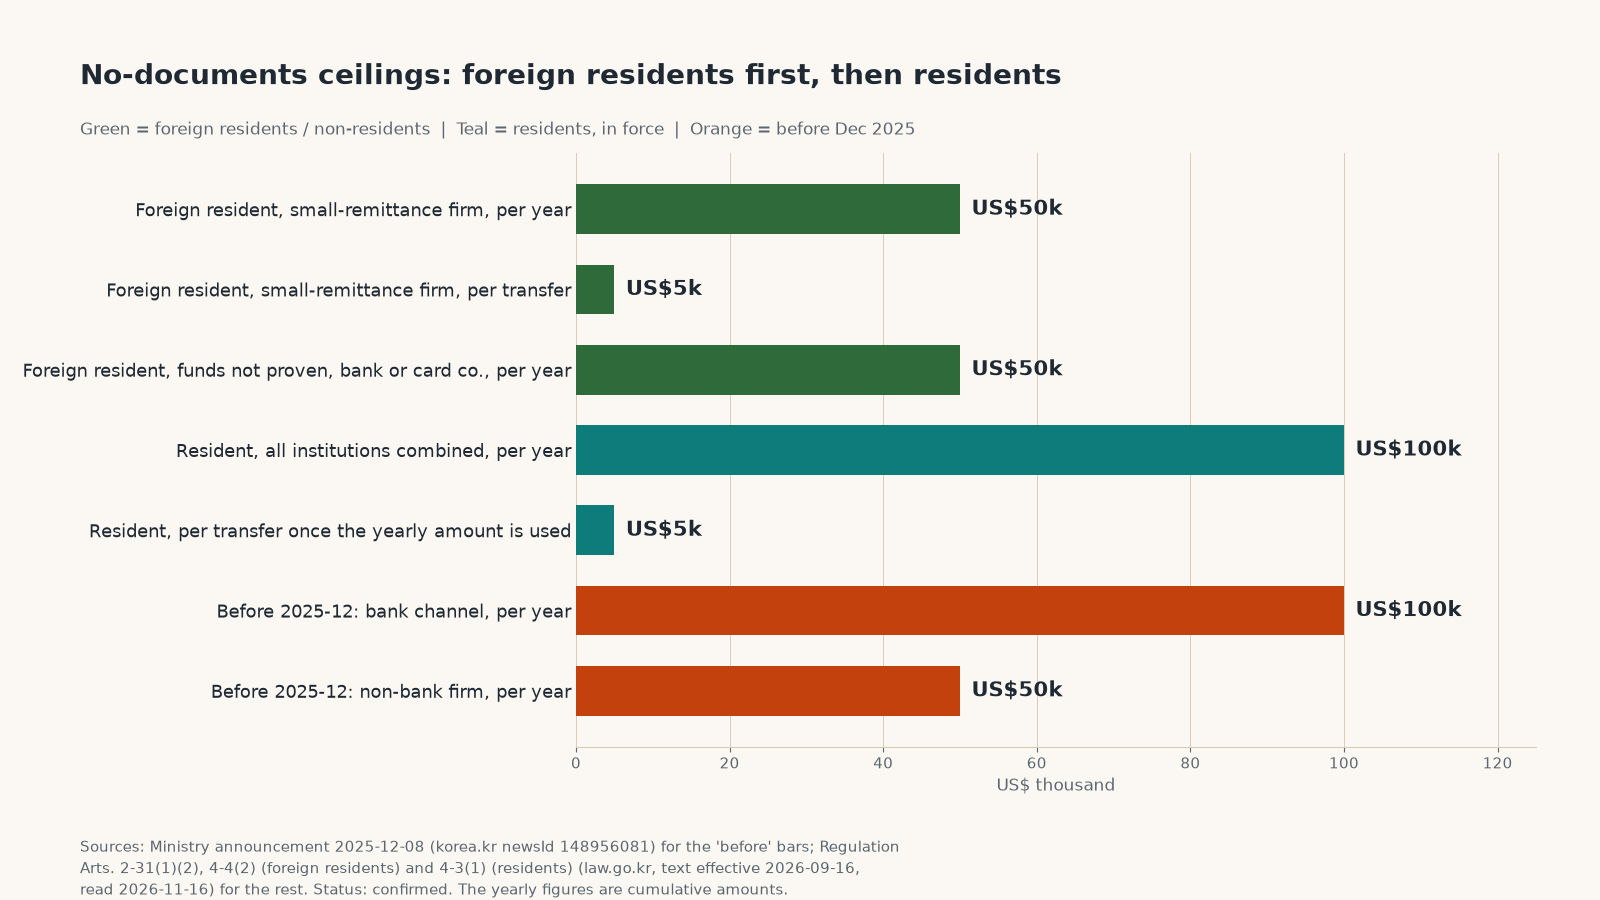 No-documents ceilings: foreign residents first, then residents
Green = foreign residents / non-residents | Teal = residents, in force | Orange = before Dec 2025
Foreign resident, small-remittance firm, per year
US$50k
Foreign resident, small-remittance firm, per transfer
US$5k
Foreign resident, funds not proven, bank or card co., per year
US$50k
Resident, all institutions combined, per year
US$100k
Resident, per transfer once the yearly amount is used
US$5k
Before 2025-12: bank channel, per year
US$100k
Before 2025-12: non-bank firm, per year
US$50k
0 20 40 60 80 100 120
US$ thousand
Sources: Ministry announcement 2025-12-08 (korea.kr newsId 148956081) for the 'before' bars; Regulation
Arts. 2-31(1)(2), 4-4(2) (foreign residents) and 4-3(1) (residents) (law.go.kr, text effective 2026-09-16,
read 2026-11-16) for the rest. Status: confirmed. The yearly figures are cumulative amounts.